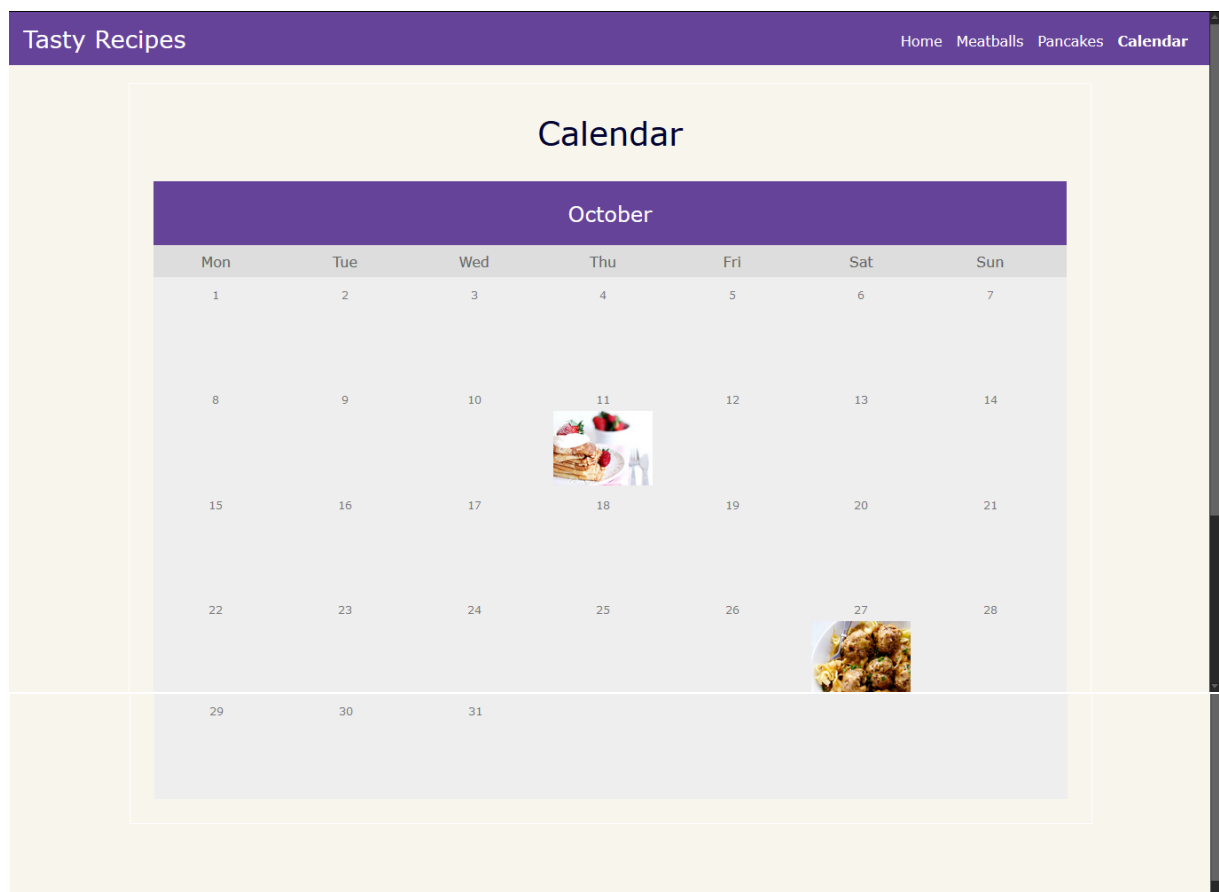 Tasty Recipes
Home Meatballs Pancakes Calendar
Calendar
October
Mon Tue Wed Thu Fri Sat Sun
1 2 3 4 5 6 7
8 9 10 11 12 13 14
15 16 17 18 19 20 21
22 23 24 25 26 27 28
29 30 31